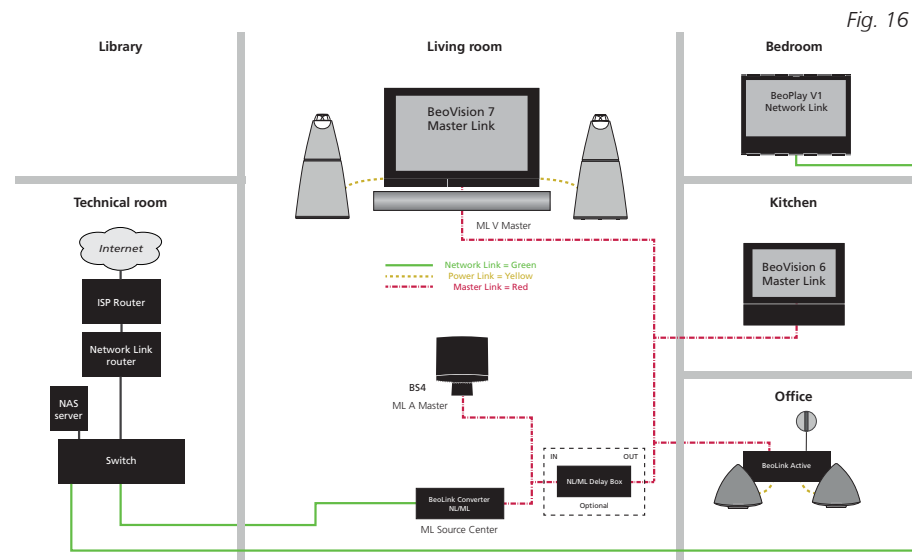 Fig. 16
Library
Living room
Bedroom
BeoVision 7
Master Link
BeoPlay V1
Network Link
Technical room
Kitchen
Internet
ML V Master
Network Link = Green
Power Link = Yellow
Master Link = Red
BeoVision 6
Master Link
ISP Router
Network Link
router
BS4
ML A Master
NAS
server
Office
Switch
IN
OUT
BeoLink Active
NL/ML Delay Box
Optional
BeoLink Converter
NL/ML
ML Source Center